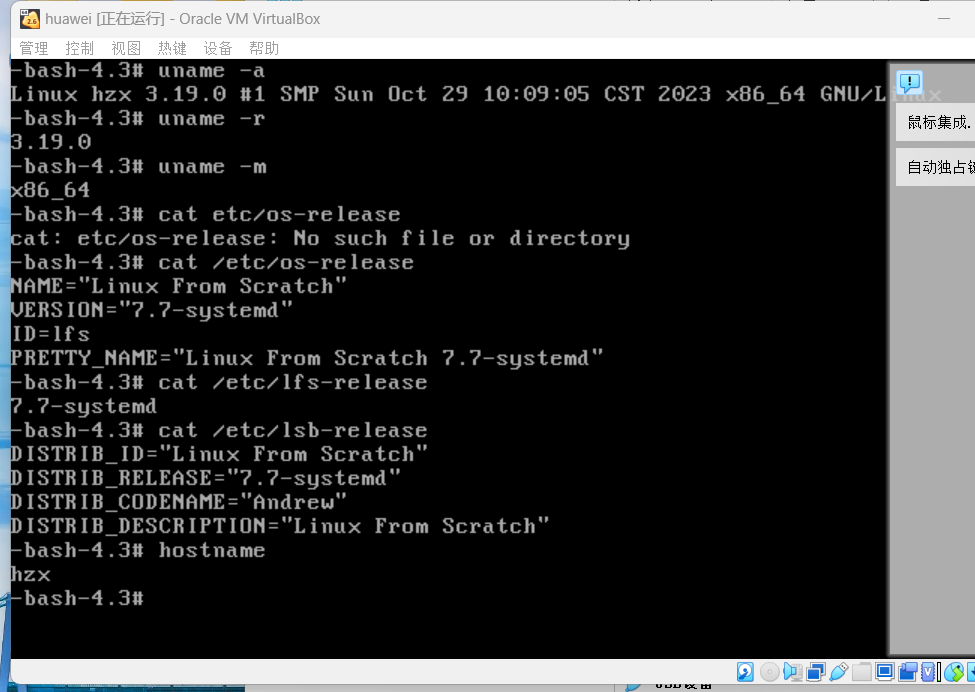 huawei [正在运行] - Oracle VM VirtualBox
管理 控制 视图 热键 设备 帮助
-bash-4.3# uname -a
Linux hzx 3.19.0 #1 SMP Sun Oct 29 10:09:05 CST 2023 x86_64 GNU/Linux
-bash-4.3# uname -r
3.19.0
-bash-4.3# uname -m
x86_64
-bash-4.3# cat etc/os-release
cat: etc/os-release: No such file or directory
-bash-4.3# cat /etc/os-release
NAME="Linux From Scratch"
VERSION="7.7-systemd"
ID=lfs
PRETTY_NAME="Linux From Scratch 7.7-systemd"
-bash-4.3# cat /etc/lfs-release
7.7-systemd
-bash-4.3# cat /etc/lsb-release
DISTRIB_ID="Linux From Scratch"
DISTRIB_RELEASE="7.7-systemd"
DISTRIB_CODENAME="Andrew"
DISTRIB_DESCRIPTION="Linux From Scratch"
-bash-4.3# hostname
hzx
-bash-4.3#
鼠标集成.
自动独占键
USB设备